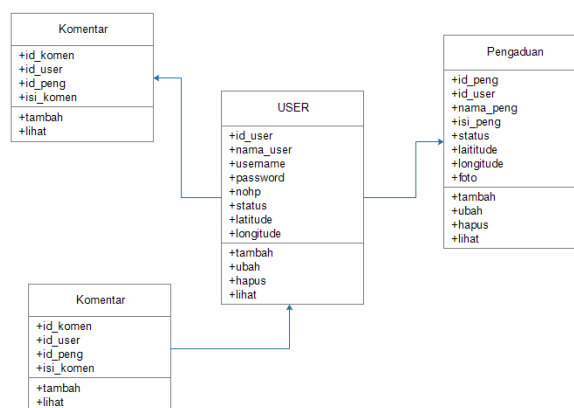 Komentar
+id_komen
+id_user
+id_peng
+isi_komen
+tambah
+lihat
USER
+id_user
+nama_user
+username
+password
+nohp
+status
+latitude
+longitude
+tambah
+ubah
+hapus
+lihat
Pengaduan
+id_peng
+id_user
+nama_peng
+isi_peng
+status
+laititude
+longitude
+foto
+tambah
+ubah
+hapus
+lihat
Komentar
+id_komen
+id_user
+id_peng
+isi_komen
+tambah
+lihat